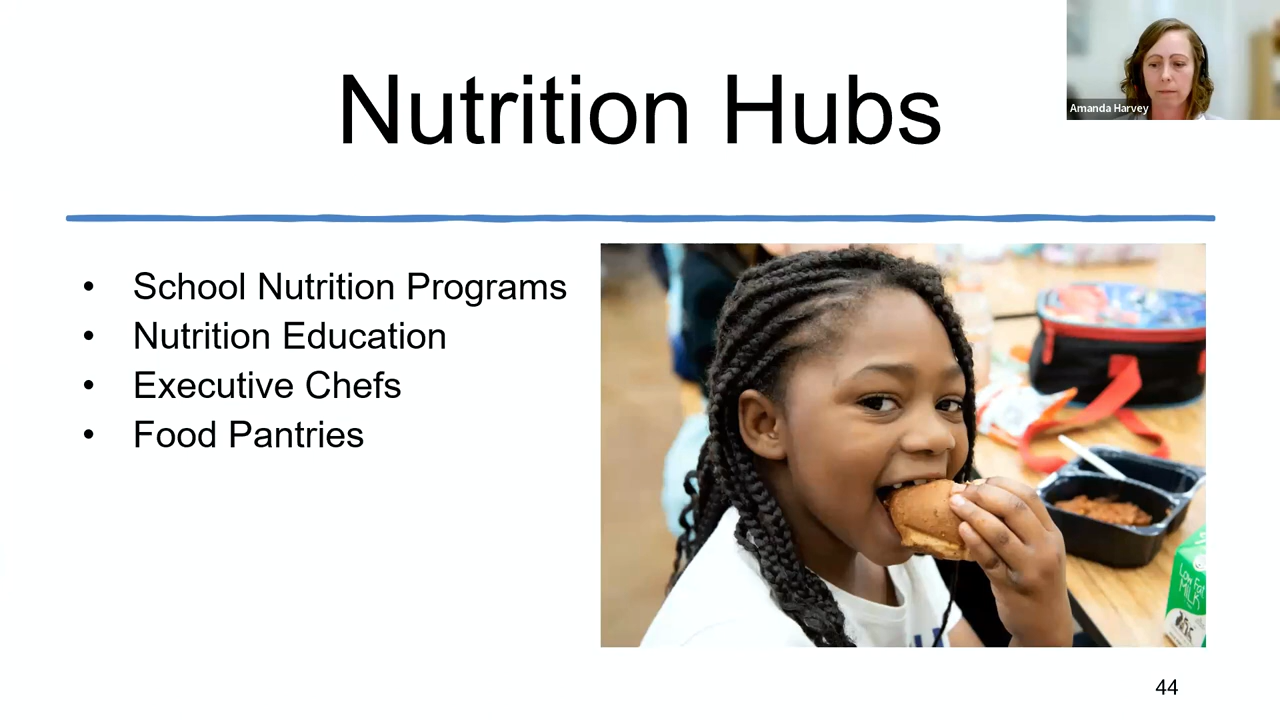 Nutrition Hubs
Amanda Harvey
• School Nutrition Programs
• Nutrition Education
• Executive Chefs
• Food Pantries
LOW FAT
MILK
44